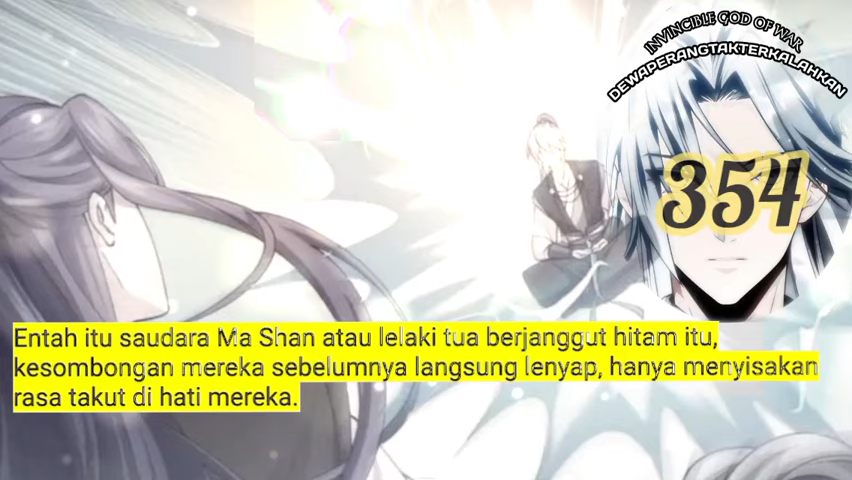 INVINCIBLE GOD OF WAR
DEWAPERANGTAKTERKALAHKAN
354
Entah itu saudara Ma Shan atau lelaki tua berjanggut hitam itu,
kesombongan mereka sebelumnya langsung lenyap, hanya menyisakan
rasa takut di hati mereka.